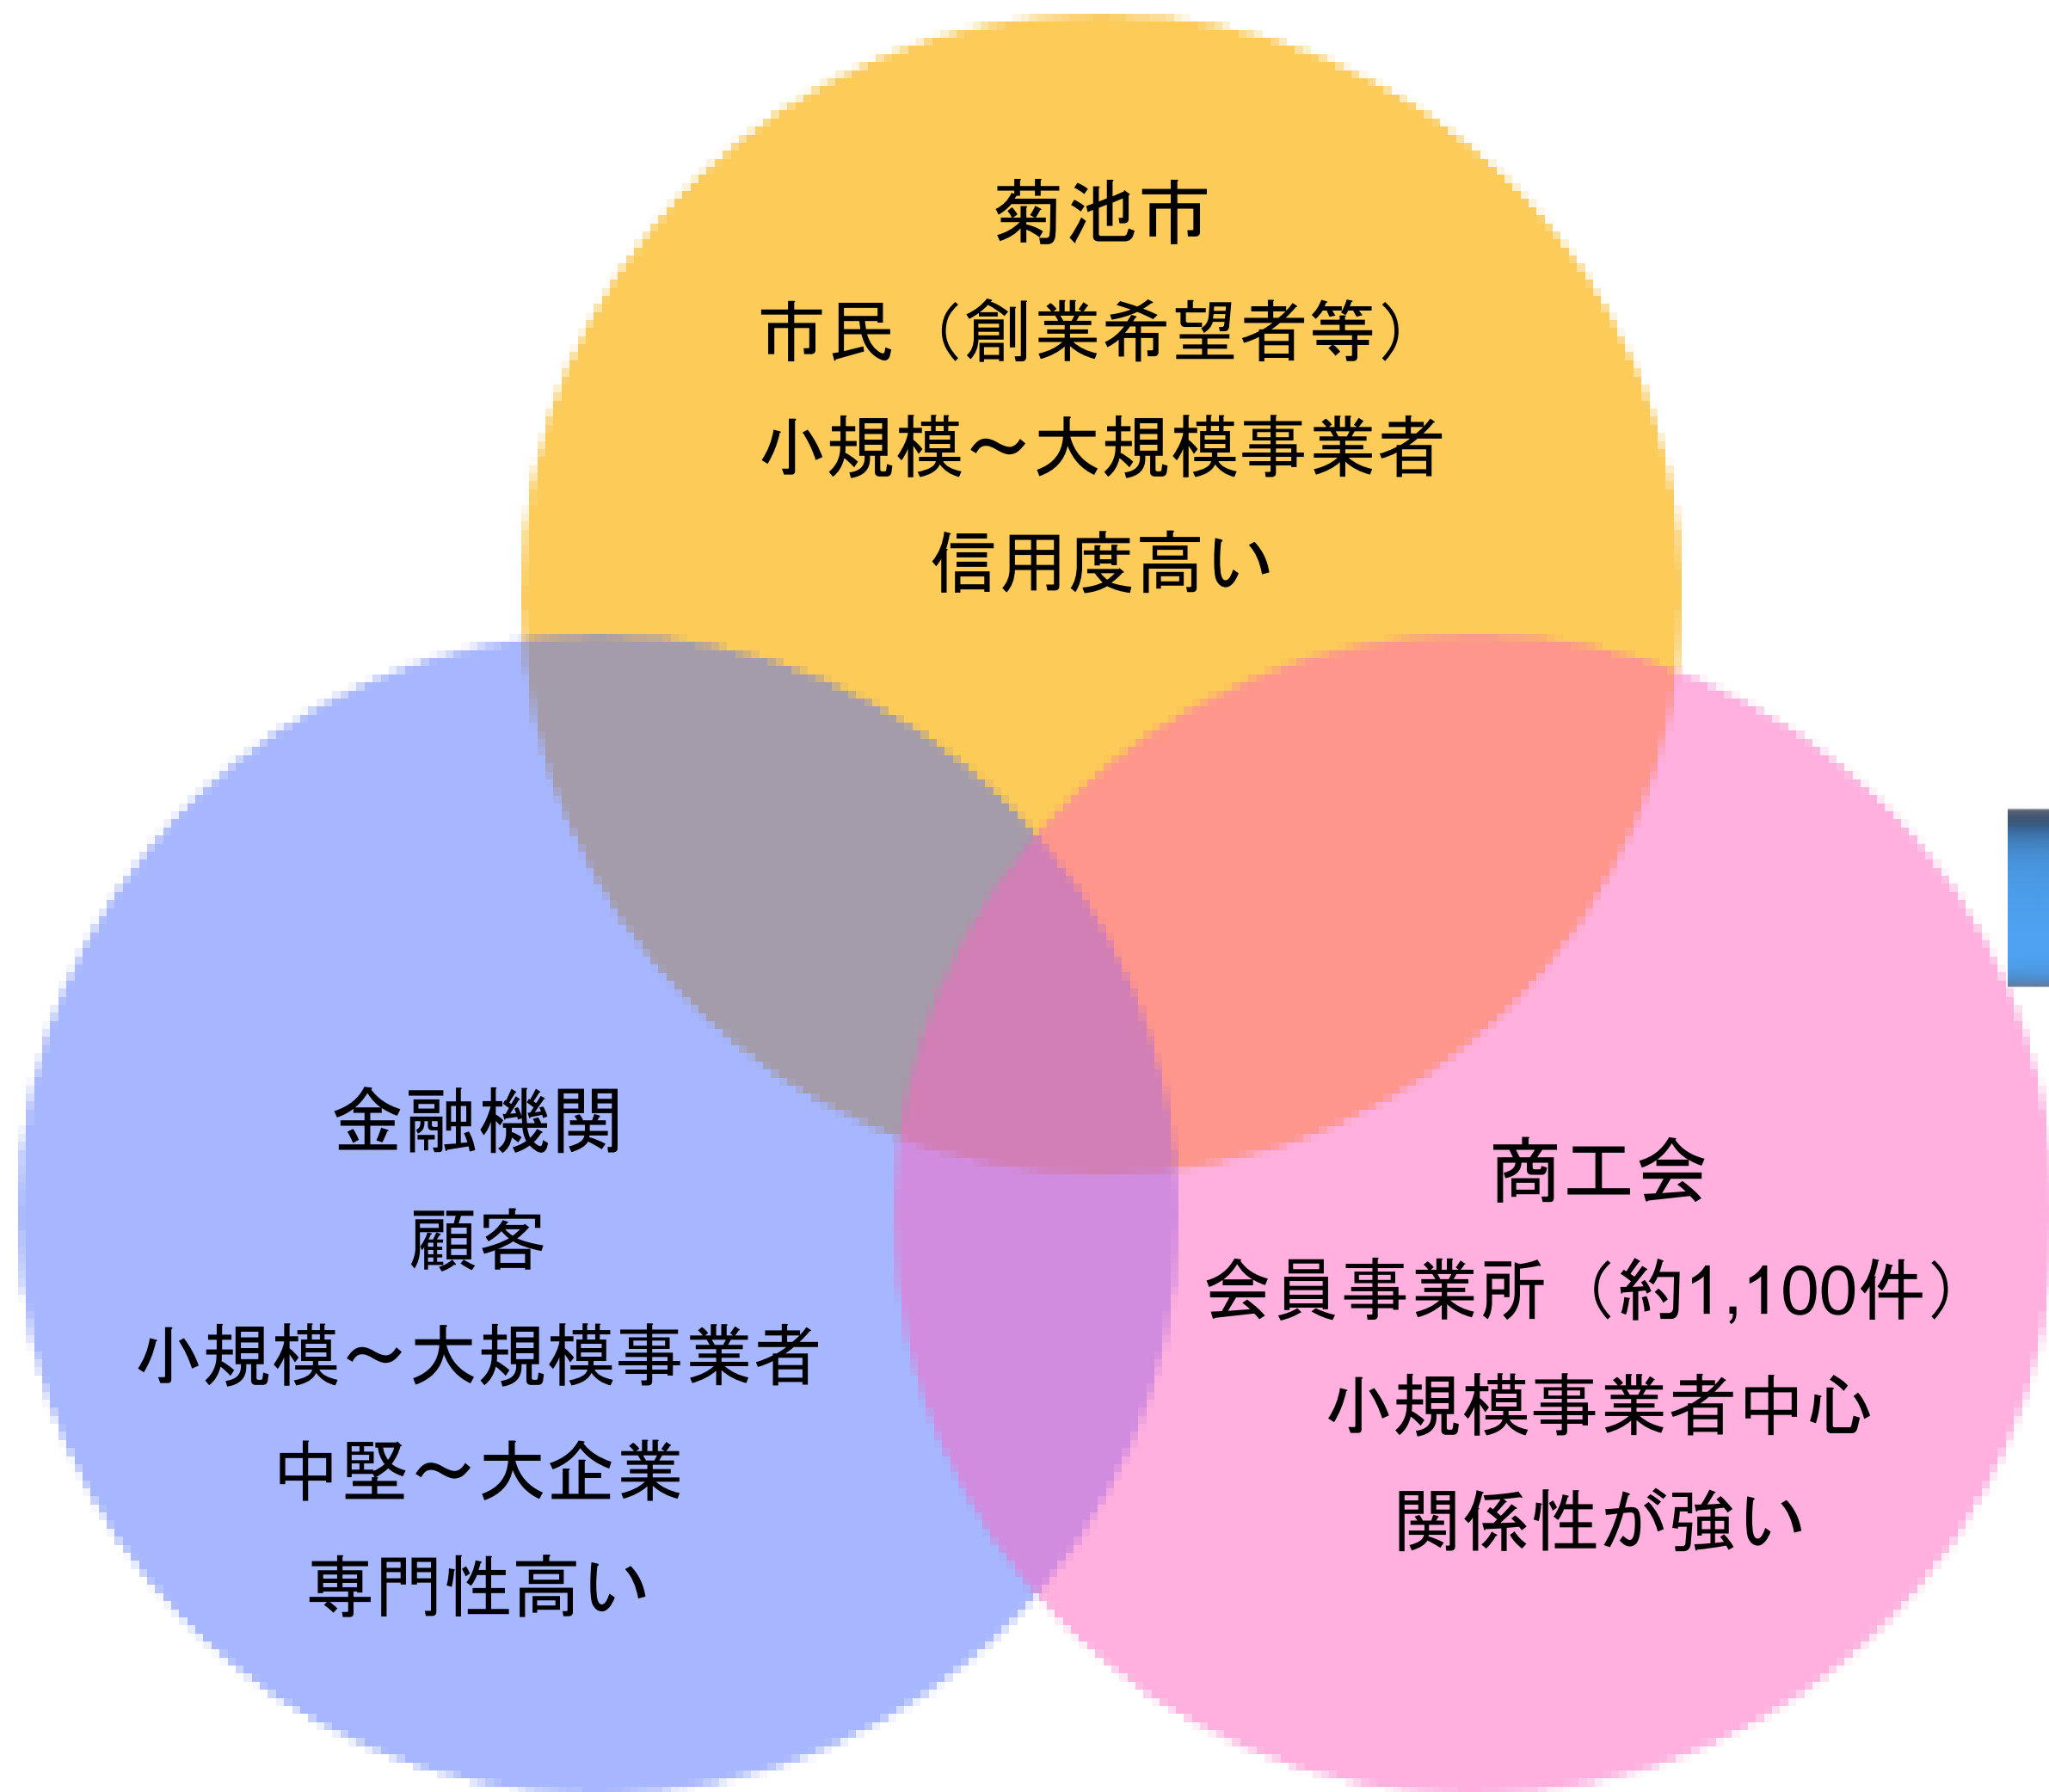 菊池市
市民（創業希望者等）
小規模～大規模事業者
信用度高い
金融機関
顧客
小規模～大規模事業者
中堅～大企業
専門性高い
商工会
会員事業所（約1,100件）
小規模事業者中心
関係性が強い